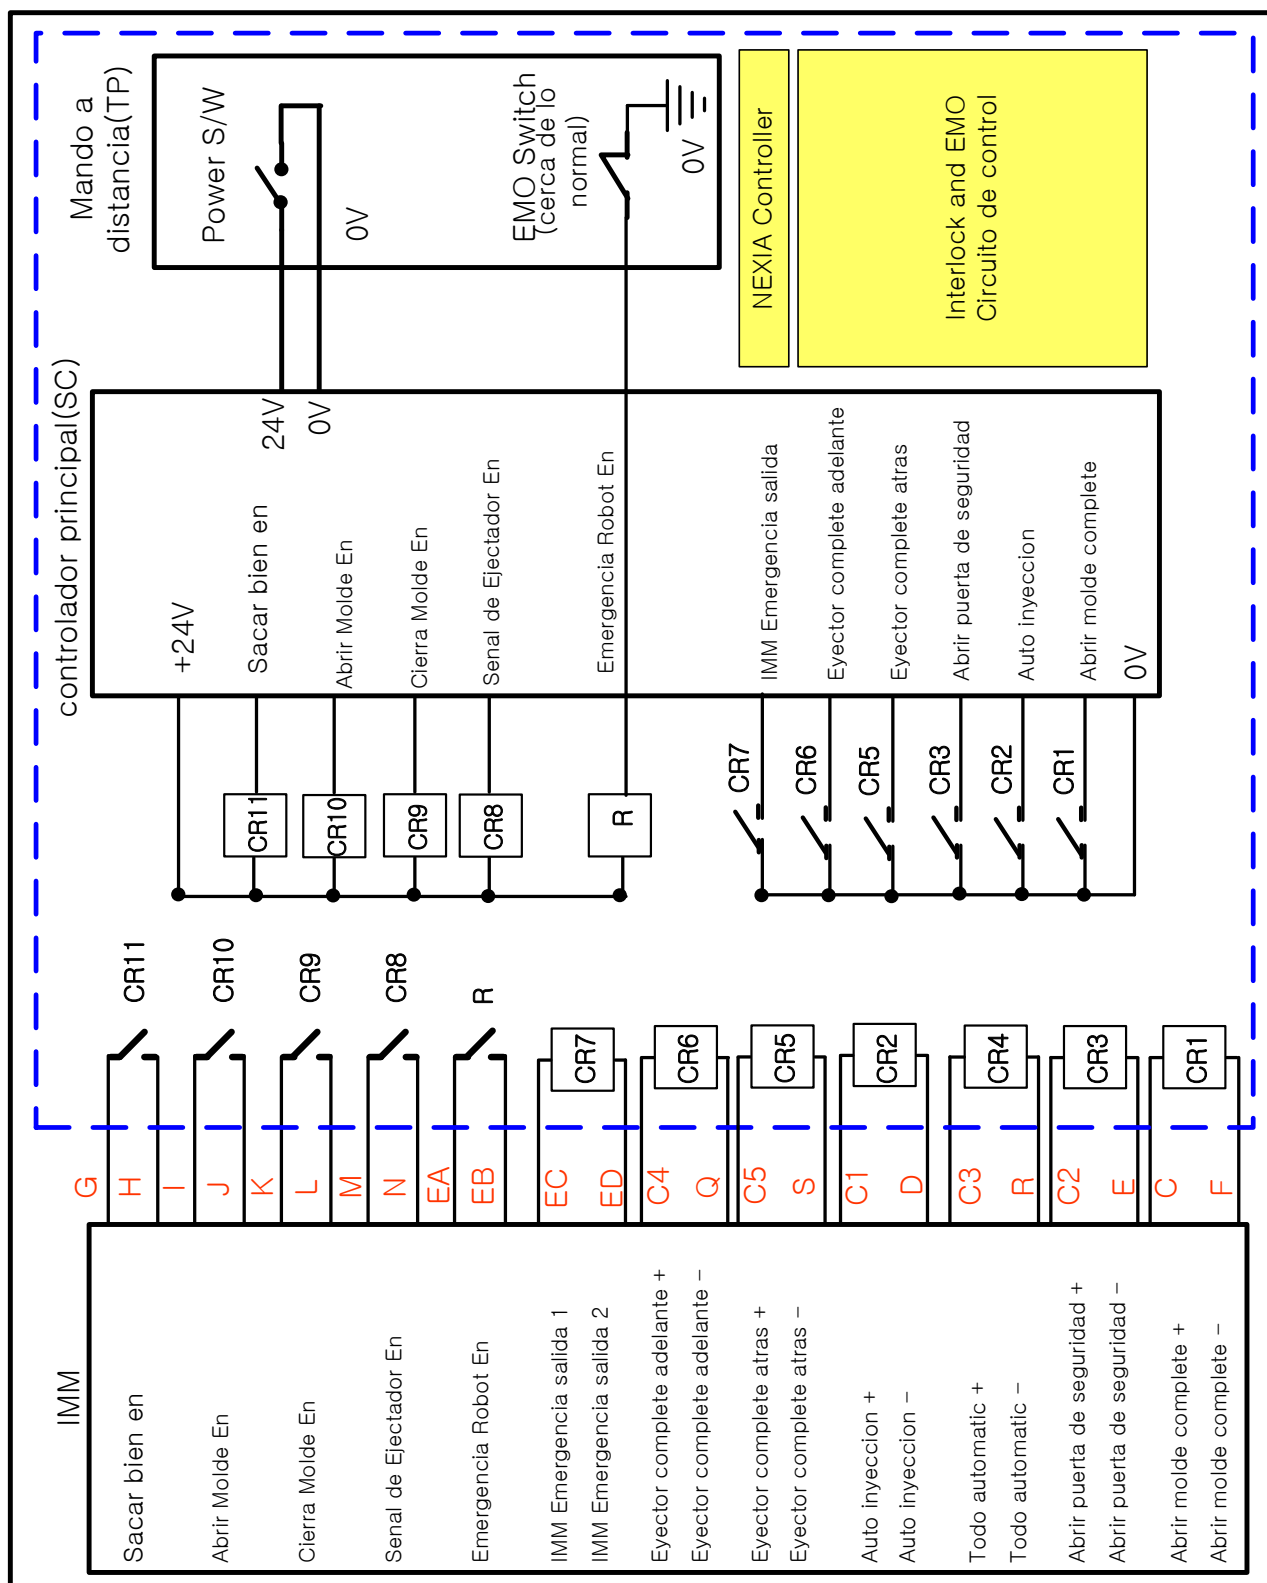 Mando a
distancia(TP)
Power S/W
0V
EMO Switch
(cerca de lo
normal)
0V
NEXIA Controller
Interlock and EMO
Circuito de control
controlador principal(SC)
24V
0V
+24V
Sacar bien en
Abrir Molde En
Cierra Molde En
Senal de Ejectador En
Emergencia Robot En
IMM Emergencia salida
Eyector complete adelante
Eyector complete atras
Abrir puerta de seguridad
Auto inyeccion
Abrir molde complete
0V
CR11
CR10
CR9
CR8
R
CR7
CR6
CR5
CR3
CR2
CR1
CR11
CR10
CR9
CR8
R
CR7
CR6
CR5
CR2
CR4
CR3
CR1
G
H
I
J
K
L
M
N
EA
EB
EC
ED
C4
Q
C5
S
C1
D
C3
R
C2
E
C
F
IMM
Sacar bien en
Abrir Molde En
Cierra Molde En
Senal de Ejectador En
Emergencia Robot En
IMM Emergencia salida 1
IMM Emergencia salida 2
Eyector complete adelante +
Eyector complete adelante −
Eyector complete atras +
Eyector complete atras −
Auto inyeccion +
Auto inyeccion −
Todo automatic +
Todo automatic −
Abrir puerta de seguridad +
Abrir puerta de seguridad −
Abrir molde complete +
Abrir molde complete −